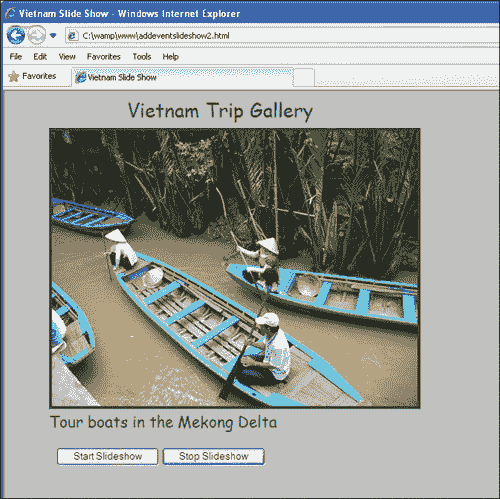 Vietnam Slide Show - Windows Internet Explorer
C:\wamp\www\addeventslideshow2.html
File Edit View Favorites Tools Help
Favorites Vietnam Slide Show
Vietnam Trip Gallery
Tour boats in the Mekong Delta
Start Slideshow Stop Slideshow